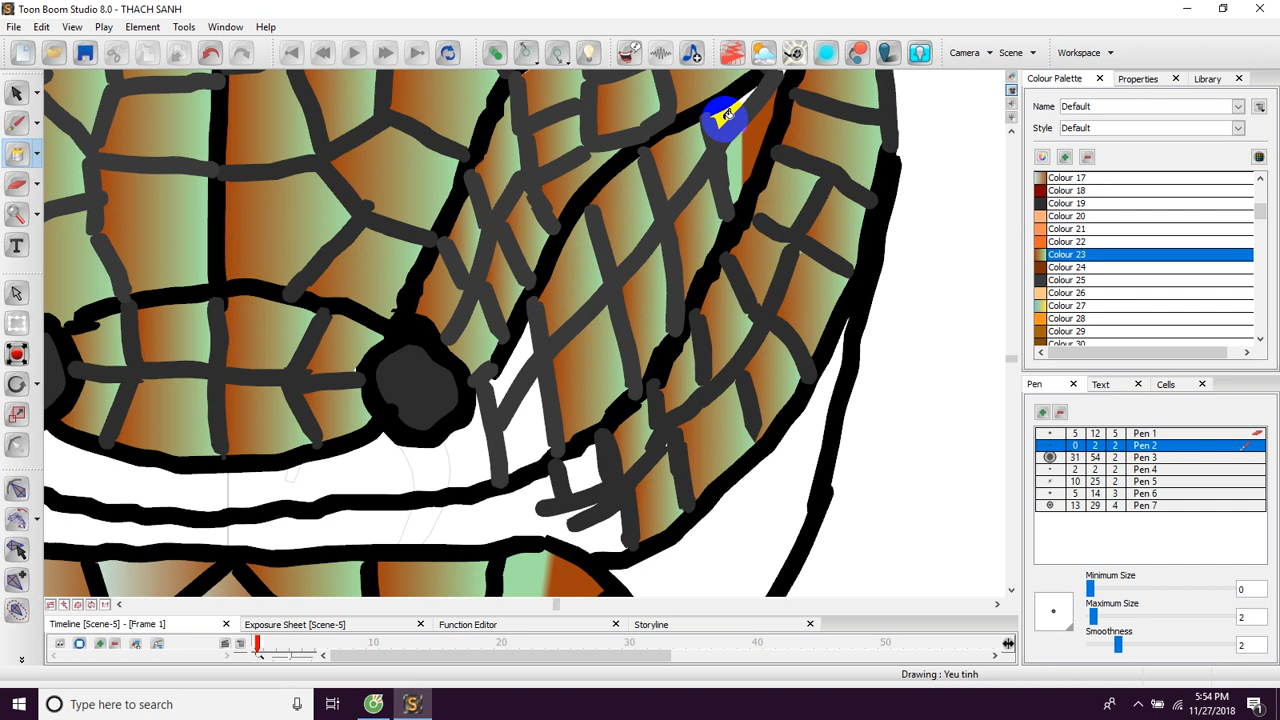 Toon Boom Studio 8.0 - THACH SANH
File Edit View Play Element Tools Window Help
Camera Scene Workspace
Colour Palette Properties Library
Name Default
Style Default
Colour 17
Colour 18
Colour 19
Colour 20
Colour 21
Colour 22
Colour 23
Colour 24
Colour 25
Colour 26
Colour 27
Colour 28
Colour 29
Colour 30
Pen Text Cells
5 12 5 Pen 1
0 2 2 Pen 2
31 54 2 Pen 3
2 2 2 Pen 4
10 25 2 Pen 5
5 14 3 Pen 6
13 29 4 Pen 7
Minimum Size
0
Maximum Size
2
Smoothness
2
Timeline [Scene-5] - [Frame 1] Exposure Sheet [Scene-5] Function Editor Storyline
10 20 30 40 50
Drawing : Yeu tinh
Type here to search
5:54 PM
11/27/2018